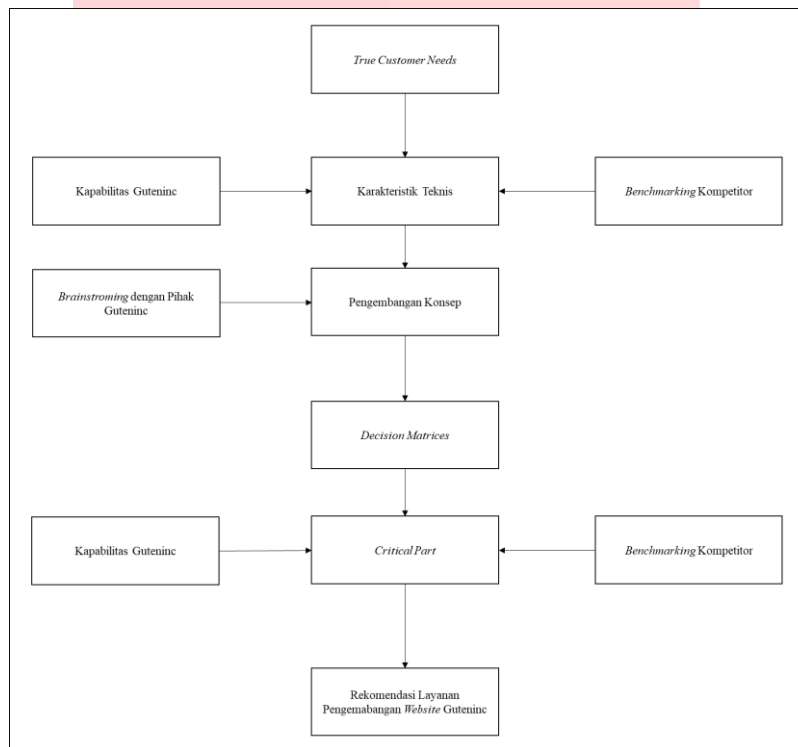 True Customer Needs
Kapabilitas Guteninc
Karakteristik Teknis
Benchmarking Kompetitor
Brainstroming dengan Pihak
Guteninc
Pengembangan Konsep
Decision Matrices
Kapabilitas Guteninc
Critical Part
Benchmarking Kompetitor
Rekomendasi Layanan
Pengemabangan Website Guteninc